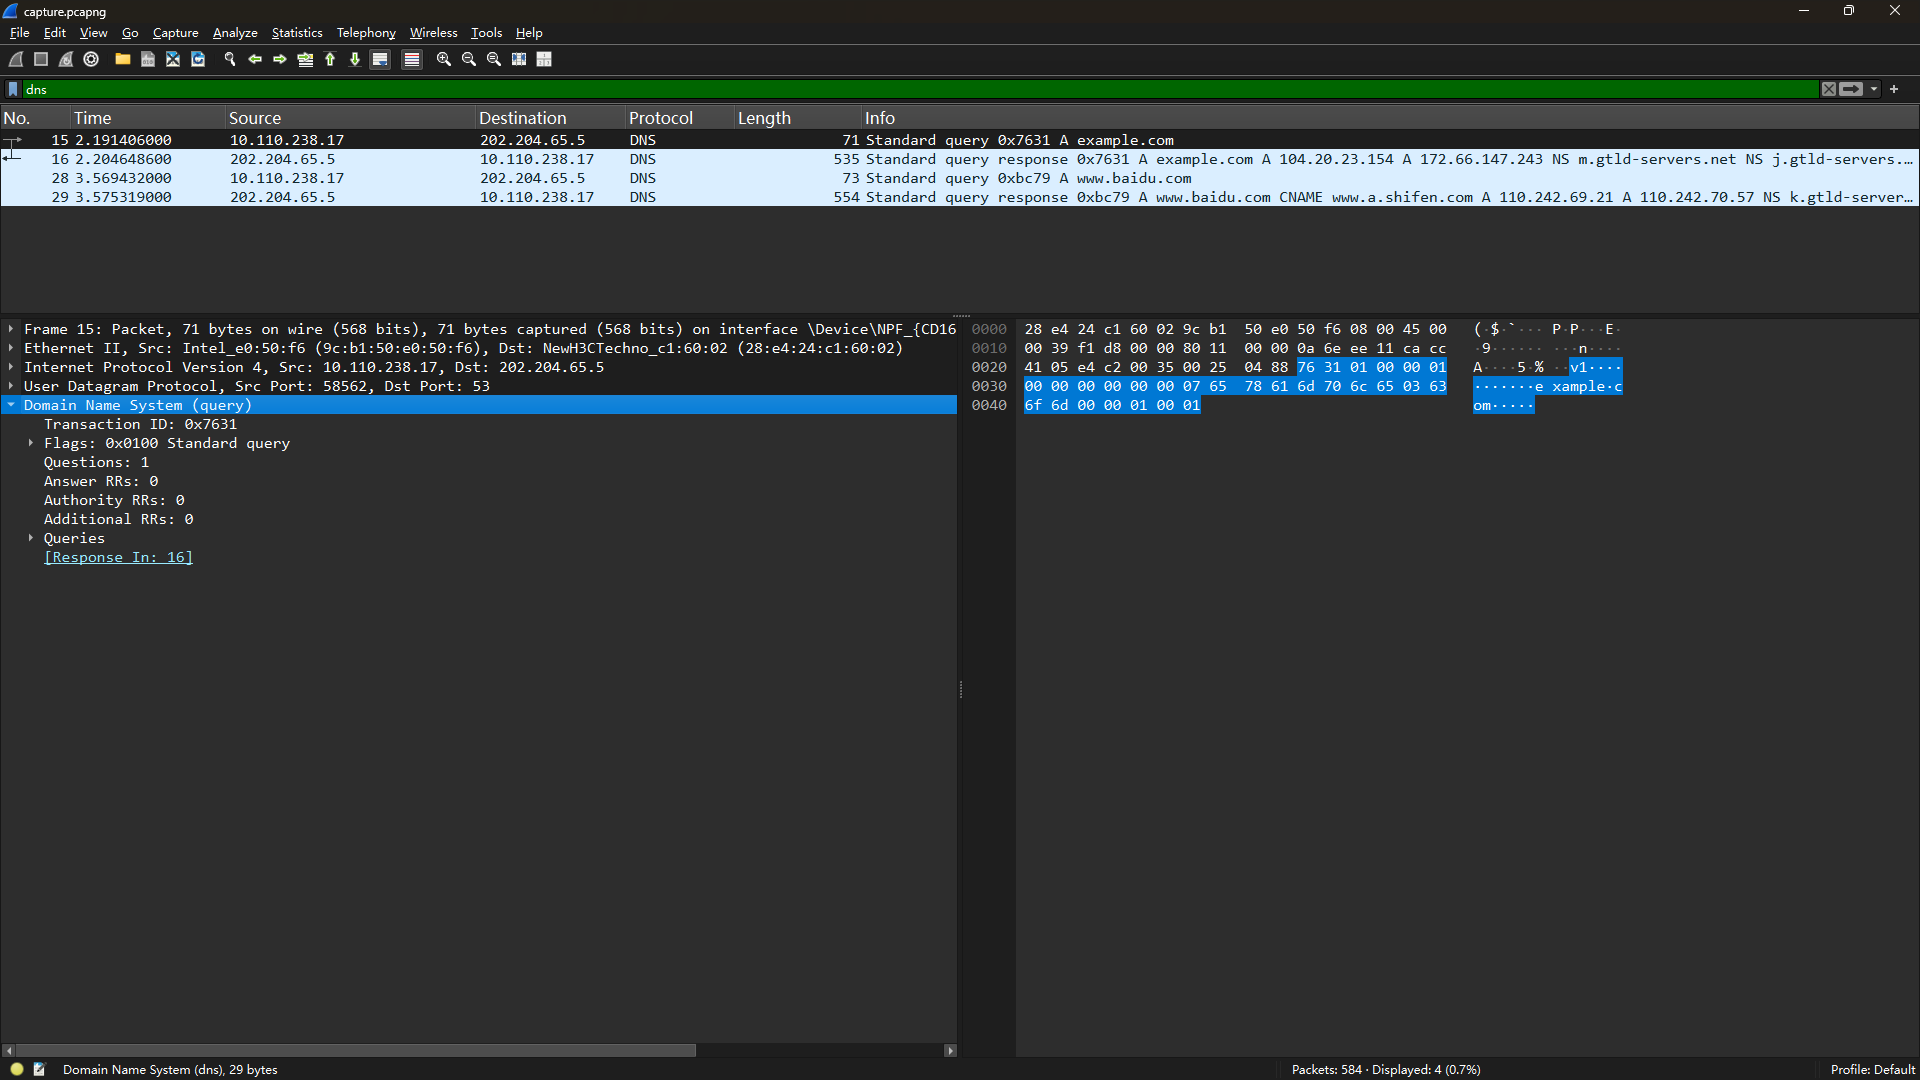 capture.pcapng
File Edit View Go Capture Analyze Statistics Telephony Wireless Tools Help
dns
No. Time Source Destination Protocol Length Info
15 2.191406000 10.110.238.17 202.204.65.5 DNS 71 Standard query 0x7631 A example.com
16 2.204648600 202.204.65.5 10.110.238.17 DNS 535 Standard query response 0x7631 A example.com A 104.20.23.154 A 172.66.147.243 NS m.gtld-servers.net NS j.gtld-servers.…
28 3.569432000 10.110.238.17 202.204.65.5 DNS 73 Standard query 0xbc79 A www.baidu.com
29 3.575319000 202.204.65.5 10.110.238.17 DNS 554 Standard query response 0xbc79 A www.baidu.com CNAME www.a.shifen.com A 110.242.69.21 A 110.242.70.57 NS k.gtld-server…
Frame 15: Packet, 71 bytes on wire (568 bits), 71 bytes captured (568 bits) on interface \Device\NPF_{CD16
Ethernet II, Src: Intel_e0:50:f6 (9c:b1:50:e0:50:f6), Dst: NewH3CTechno_c1:60:02 (28:e4:24:c1:60:02)
Internet Protocol Version 4, Src: 10.110.238.17, Dst: 202.204.65.5
User Datagram Protocol, Src Port: 58562, Dst Port: 53
Domain Name System (query)
Transaction ID: 0x7631
Flags: 0x0100 Standard query
Questions: 1
Answer RRs: 0
Authority RRs: 0
Additional RRs: 0
Queries
[Response In: 16]
0000 28 e4 24 c1 60 02 9c b1 50 e0 50 f6 08 00 45 00 (·$·`··· P·P···E·
0010 00 39 f1 d8 00 00 80 11 00 00 0a 6e ee 11 ca cc ·9······ ···n····
0020 41 05 e4 c2 00 35 00 25 04 88 76 31 01 00 00 01 A····5·% ··v1····
0030 00 00 00 00 00 00 07 65 78 61 6d 70 6c 65 03 63 ·······e xample·c
0040 6f 6d 00 00 01 00 01 om·····
Domain Name System (dns), 29 bytes
Packets: 584 · Displayed: 4 (0.7%)
Profile: Default